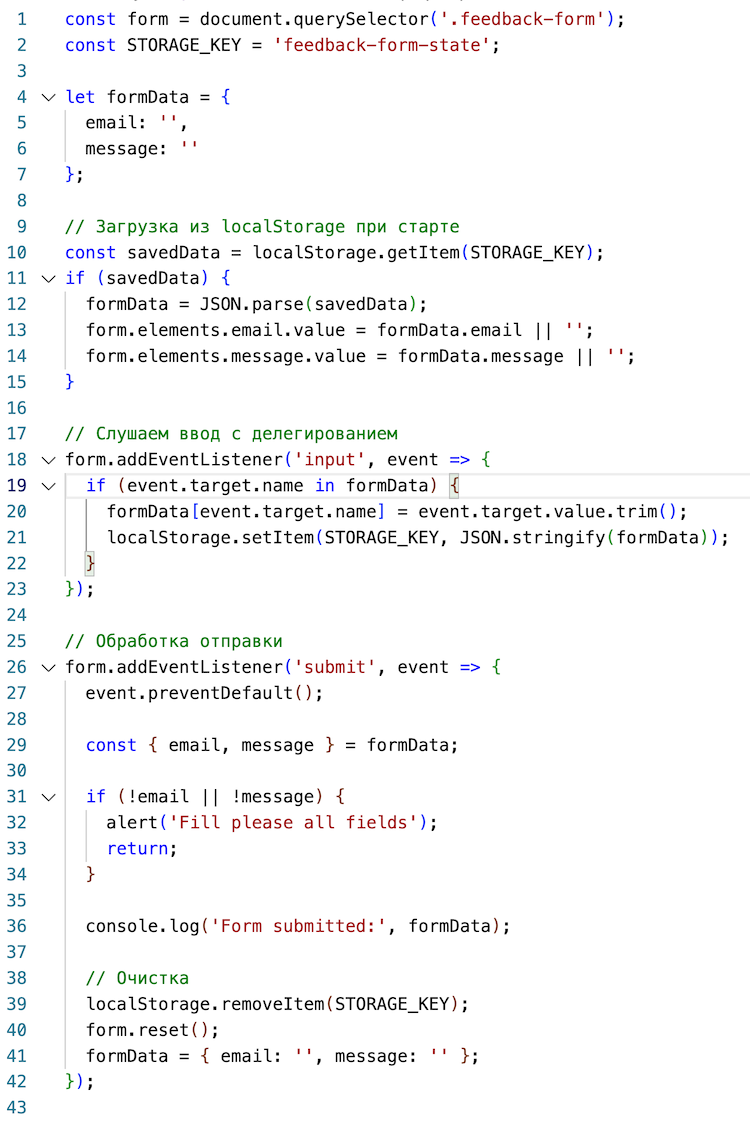 1 const form = document.querySelector('.feedback-form');
2 const STORAGE_KEY = 'feedback-form-state';
3
4 let formData = {
5   email: '',
6   message: ''
7 };
8
9 // Загрузка из localStorage при старте
10 const savedData = localStorage.getItem(STORAGE_KEY);
11 if (savedData) {
12   formData = JSON.parse(savedData);
13   form.elements.email.value = formData.email || '';
14   form.elements.message.value = formData.message || '';
15 }
16
17 // Слушаем ввод с делегированием
18 form.addEventListener('input', event => {
19   if (event.target.name in formData) {
20     formData[event.target.name] = event.target.value.trim();
21     localStorage.setItem(STORAGE_KEY, JSON.stringify(formData));
22   }
23 });
24
25 // Обработка отправки
26 form.addEventListener('submit', event => {
27   event.preventDefault();
28
29   const { email, message } = formData;
30
31   if (!email || !message) {
32     alert('Fill please all fields');
33     return;
34   }
35
36   console.log('Form submitted:', formData);
37
38   // Очистка
39   localStorage.removeItem(STORAGE_KEY);
40   form.reset();
41   formData = { email: '', message: '' };
42 });
43